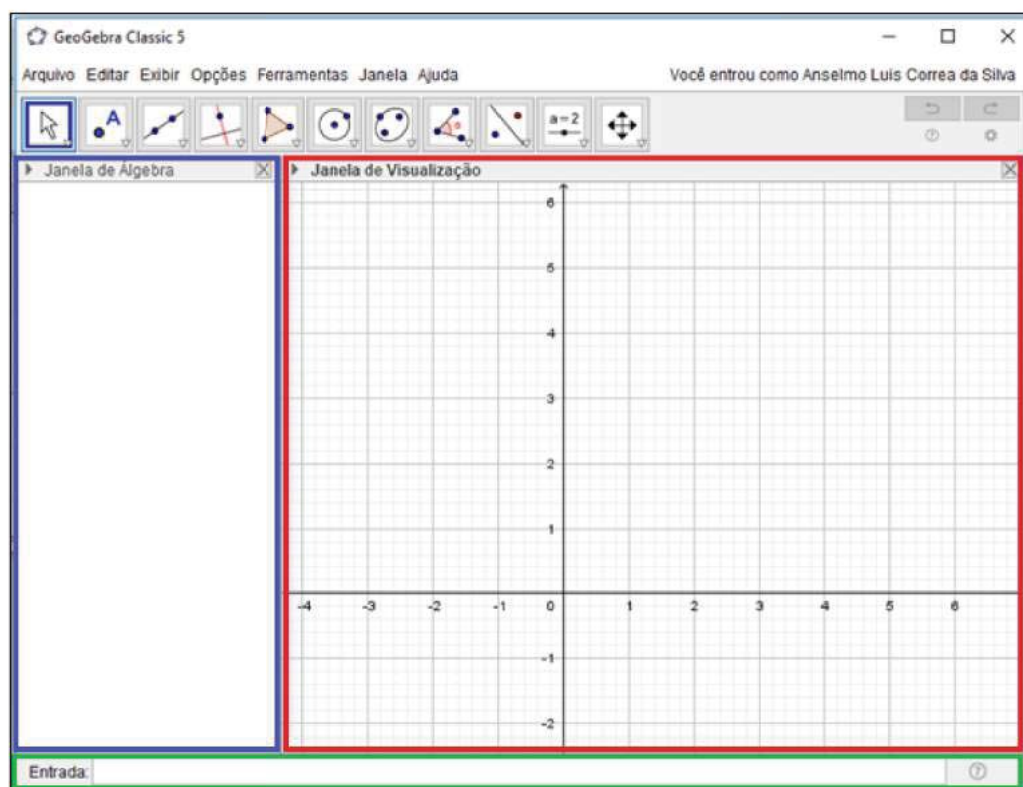 GeoGebra Classic 5
Arquivo Editar Exibir Opções Ferramentas Janela Ajuda Você entrou como Anselmo Luis Correa da Silva
A a=2
Janela de Álgebra Janela de Visualização
6
5
4
3
2
1
-4 -3 -2 -1 0 1 2 3 4 5 6
-1
-2
Entrada: